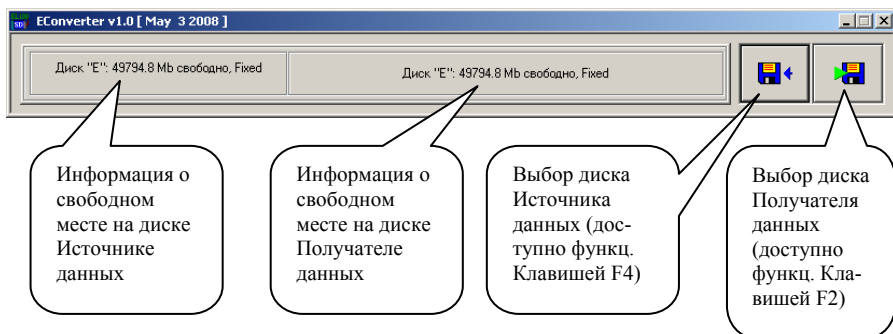 EConverter v1.0 [ May 3 2008 ]
Диск "E": 49794.8 Mb свободно, Fixed
Диск "E": 49794.8 Mb свободно, Fixed
Информация о
свободном
месте на диске
Источнике
данных
Информация о
свободном
месте на диске
Получателе
данных
Выбор диска
Источника
данных (дос-
тупно функц.
Клавишей F4)
Выбор диска
Получателя
данных
(доступно
функц. Кла-
вишей F2)